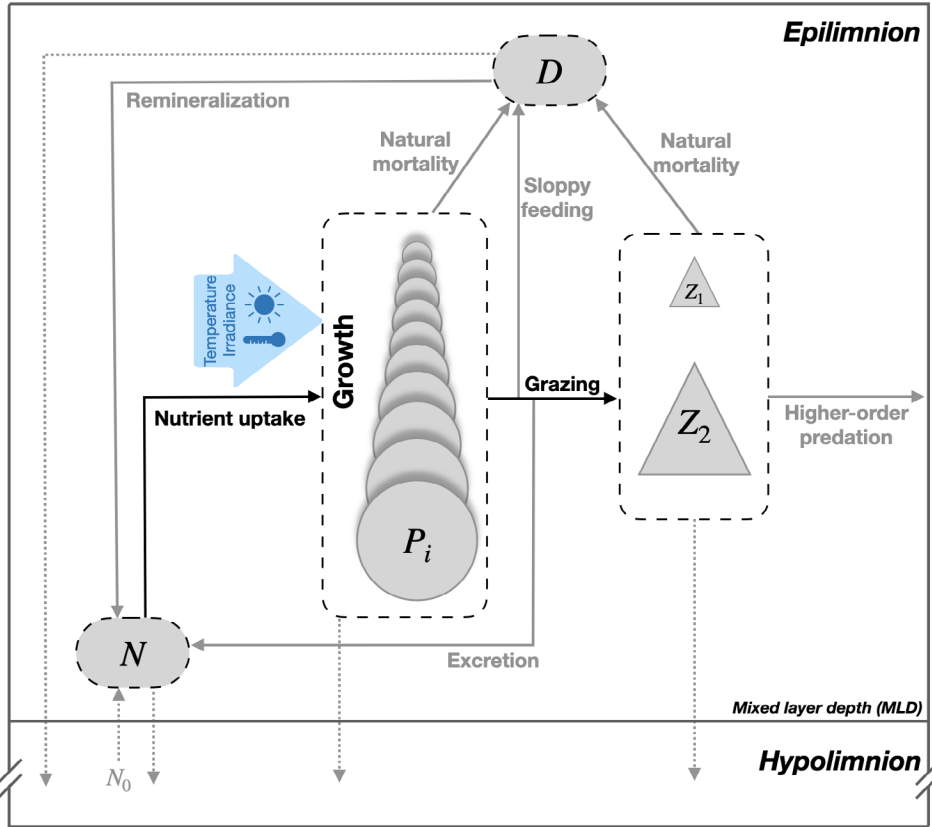 Epilimnion
D
Remineralization
Natural
mortality
Natural
mortality
Sloppy
feeding
Z1
Temperature
Irradiance
Growth
Grazing
Nutrient uptake
Z2
Higher-order
predation
Pi
N
Excretion
Mixed layer depth (MLD)
N0
Hypolimnion